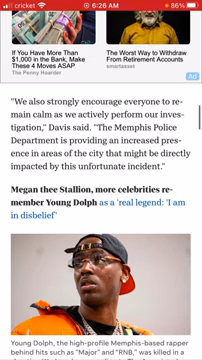 6:26 AM
86%
If You Have More Than
$1,000 in the Bank, Make
These 4 Moves ASAP
The Penny Hoarder
The Worst Way to Withdraw
From Retirement Accounts
smartasset
Ad
"We also strongly encourage everyone to re-
main calm as we actively perform our inves-
tigation," Davis said. "The Memphis Police
Department is providing an increased pres-
ence in areas of the city that might be directly
impacted by this unfortunate incident."
Megan thee Stallion, more celebrities re-
member Young Dolph as a 'real legend: 'I am
in disbelief'
Young Dolph, the high-profile Memphis-based rapper
behind hits such as "Major" and "RNB," was killed in a